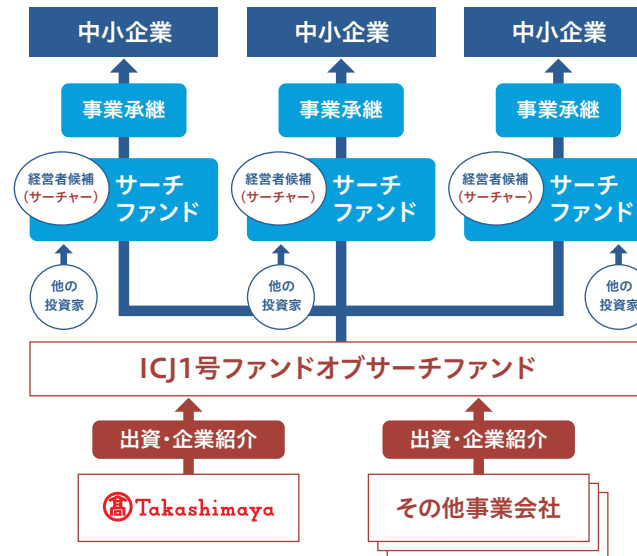 中小企業
中小企業
中小企業
事業承継
事業承継
事業承継
経営者候補
(サーチャー)
サーチ
ファンド
経営者候補
(サーチャー)
サーチ
ファンド
経営者候補
(サーチャー)
サーチ
ファンド
他の
投資家
他の
投資家
他の
投資家
ICJ1号ファンドオブサーチファンド
出資・企業紹介
出資・企業紹介
髙 Takashimaya
その他事業会社